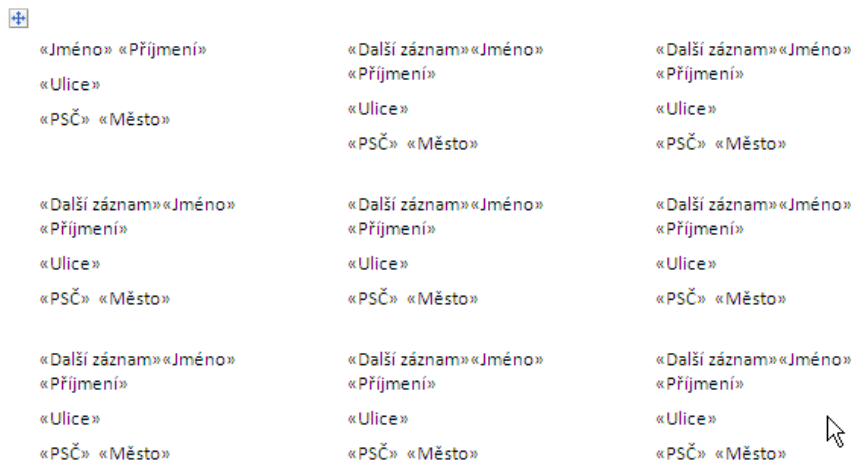 «Jméno» «Příjmení»
«Ulice»
«PSČ» «Město»
«Další záznam»«Jméno»
«Příjmení»
«Ulice»
«PSČ» «Město»
«Další záznam»«Jméno»
«Příjmení»
«Ulice»
«PSČ» «Město»
«Další záznam»«Jméno»
«Příjmení»
«Ulice»
«PSČ» «Město»
«Další záznam»«Jméno»
«Příjmení»
«Ulice»
«PSČ» «Město»
«Další záznam»«Jméno»
«Příjmení»
«Ulice»
«PSČ» «Město»
«Další záznam»«Jméno»
«Příjmení»
«Ulice»
«PSČ» «Město»
«Další záznam»«Jméno»
«Příjmení»
«Ulice»
«PSČ» «Město»
«Další záznam»«Jméno»
«Příjmení»
«Ulice»
«PSČ» «Město»